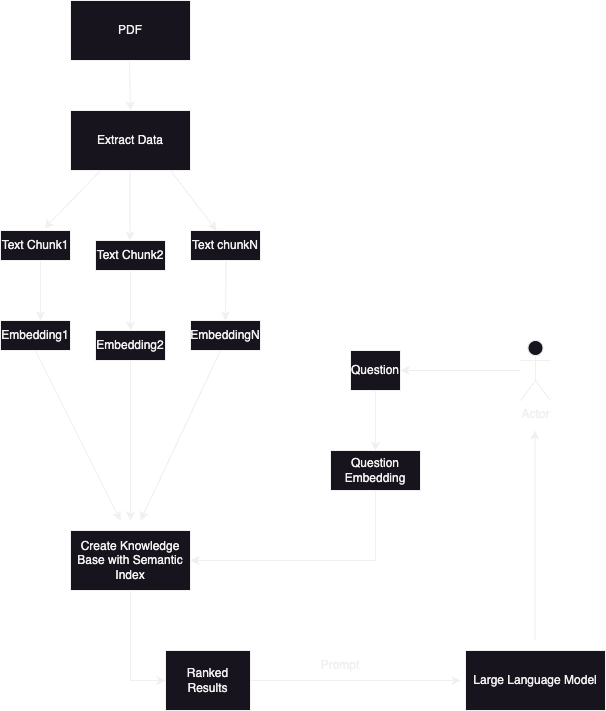 PDF
Extract Data
Text Chunk1
Text Chunk2
Text chunkN
Embedding1
Embedding2
EmbeddingN
Question
Actor
Question
Embedding
Create Knowledge
Base with Semantic
Index
Ranked
Results
Prompt
Large Language Model